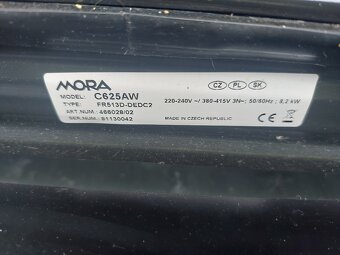 MORA
CZ PL SK
MODEL: C625AW
TYPE: FR513D-DEDC2
220-240V ~/ 380-415V 3N~; 50/60Hz ; 9,2 kW
ART.NUM.: 466028/02
SER.NUM.: 81130042
MADE IN CZECH REPUBLIC
CE